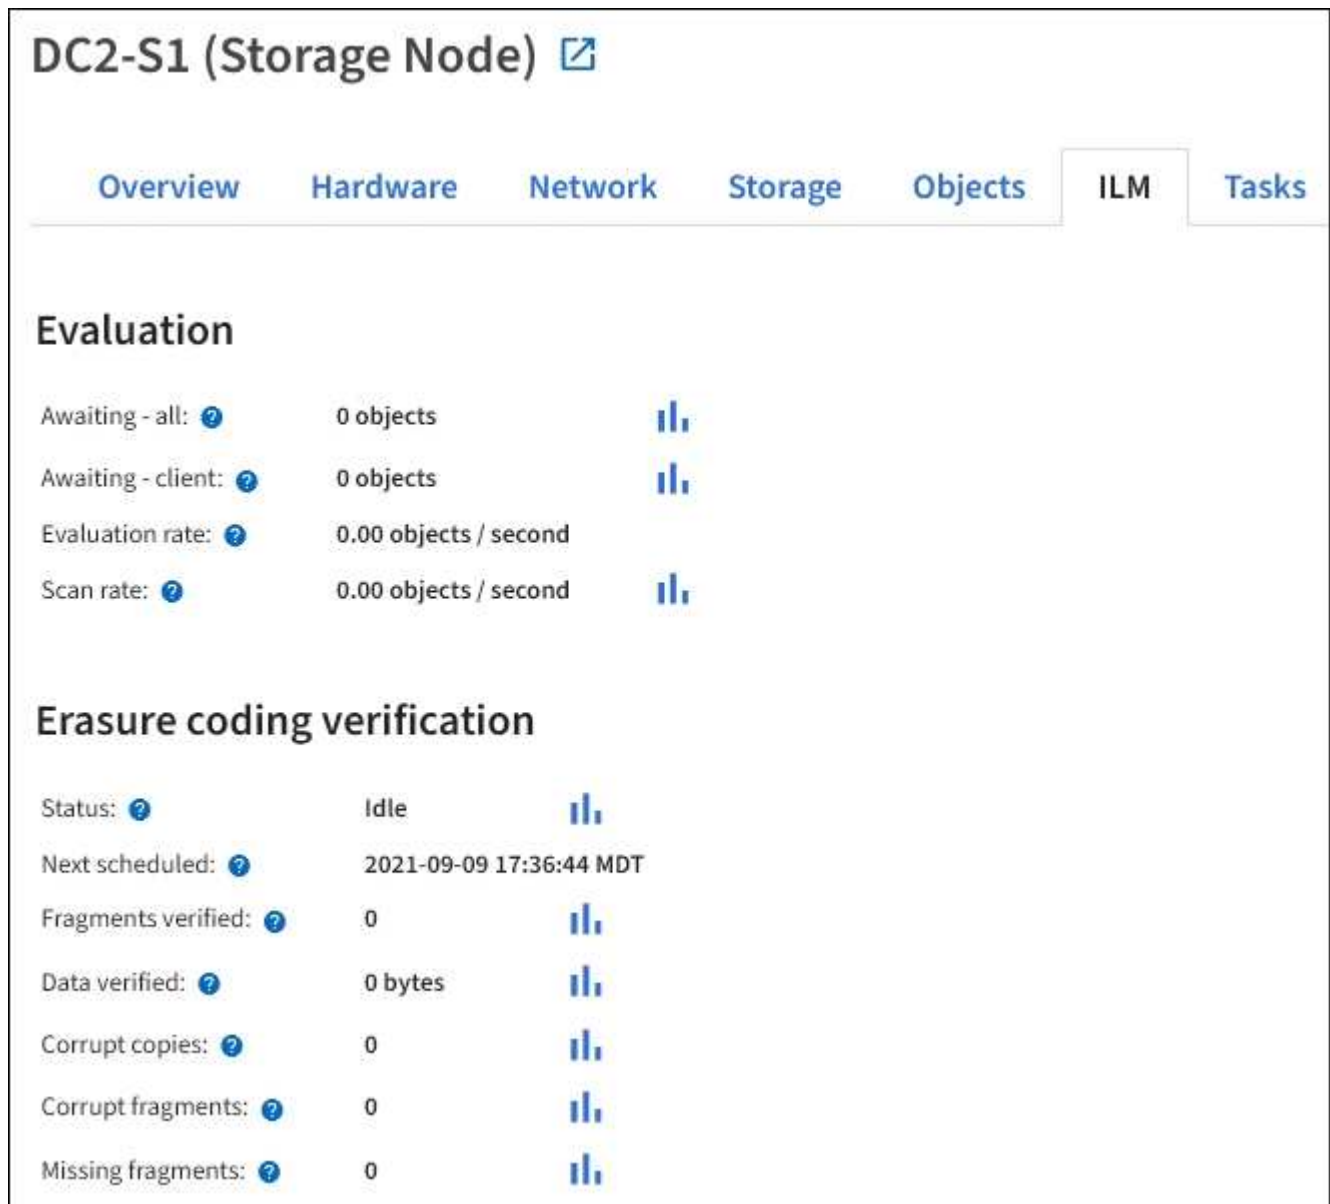 DC2-S1 (Storage Node)
Overview Hardware Network Storage Objects ILM Tasks
Evaluation
Awaiting - all: 0 objects
Awaiting - client: 0 objects
Evaluation rate: 0.00 objects / second
Scan rate: 0.00 objects / second
Erasure coding verification
Status: Idle
Next scheduled: 2021-09-09 17:36:44 MDT
Fragments verified: 0
Data verified: 0 bytes
Corrupt copies: 0
Corrupt fragments: 0
Missing fragments: 0